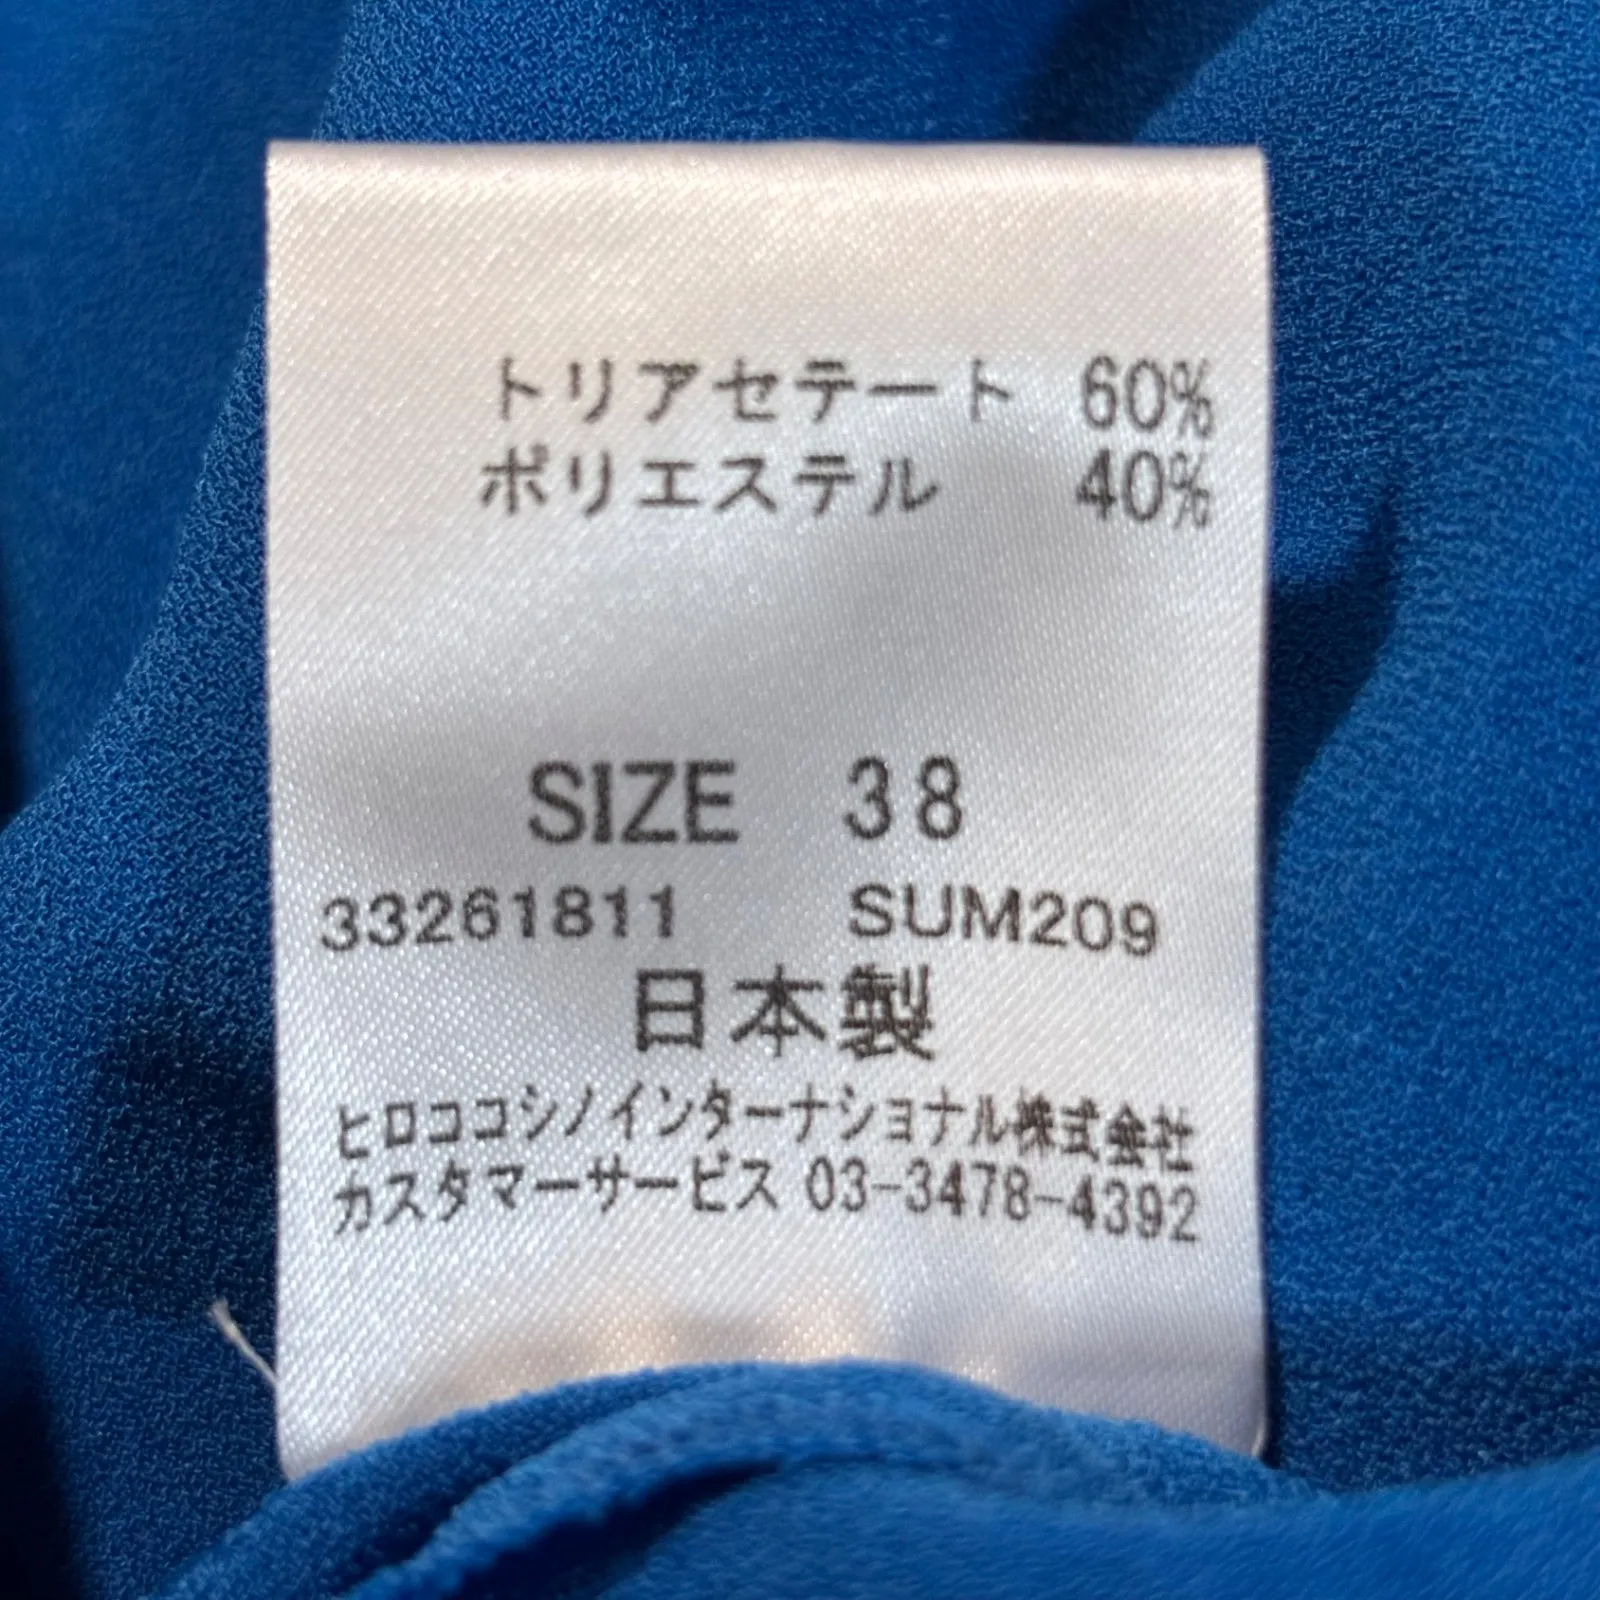 トリアセテート 60%
ポリエステル 40%
SIZE 38
33261811 SUM209
日本製
ヒロココシノインターナショナル株式会社
カスタマーサービス 03-3478-4392